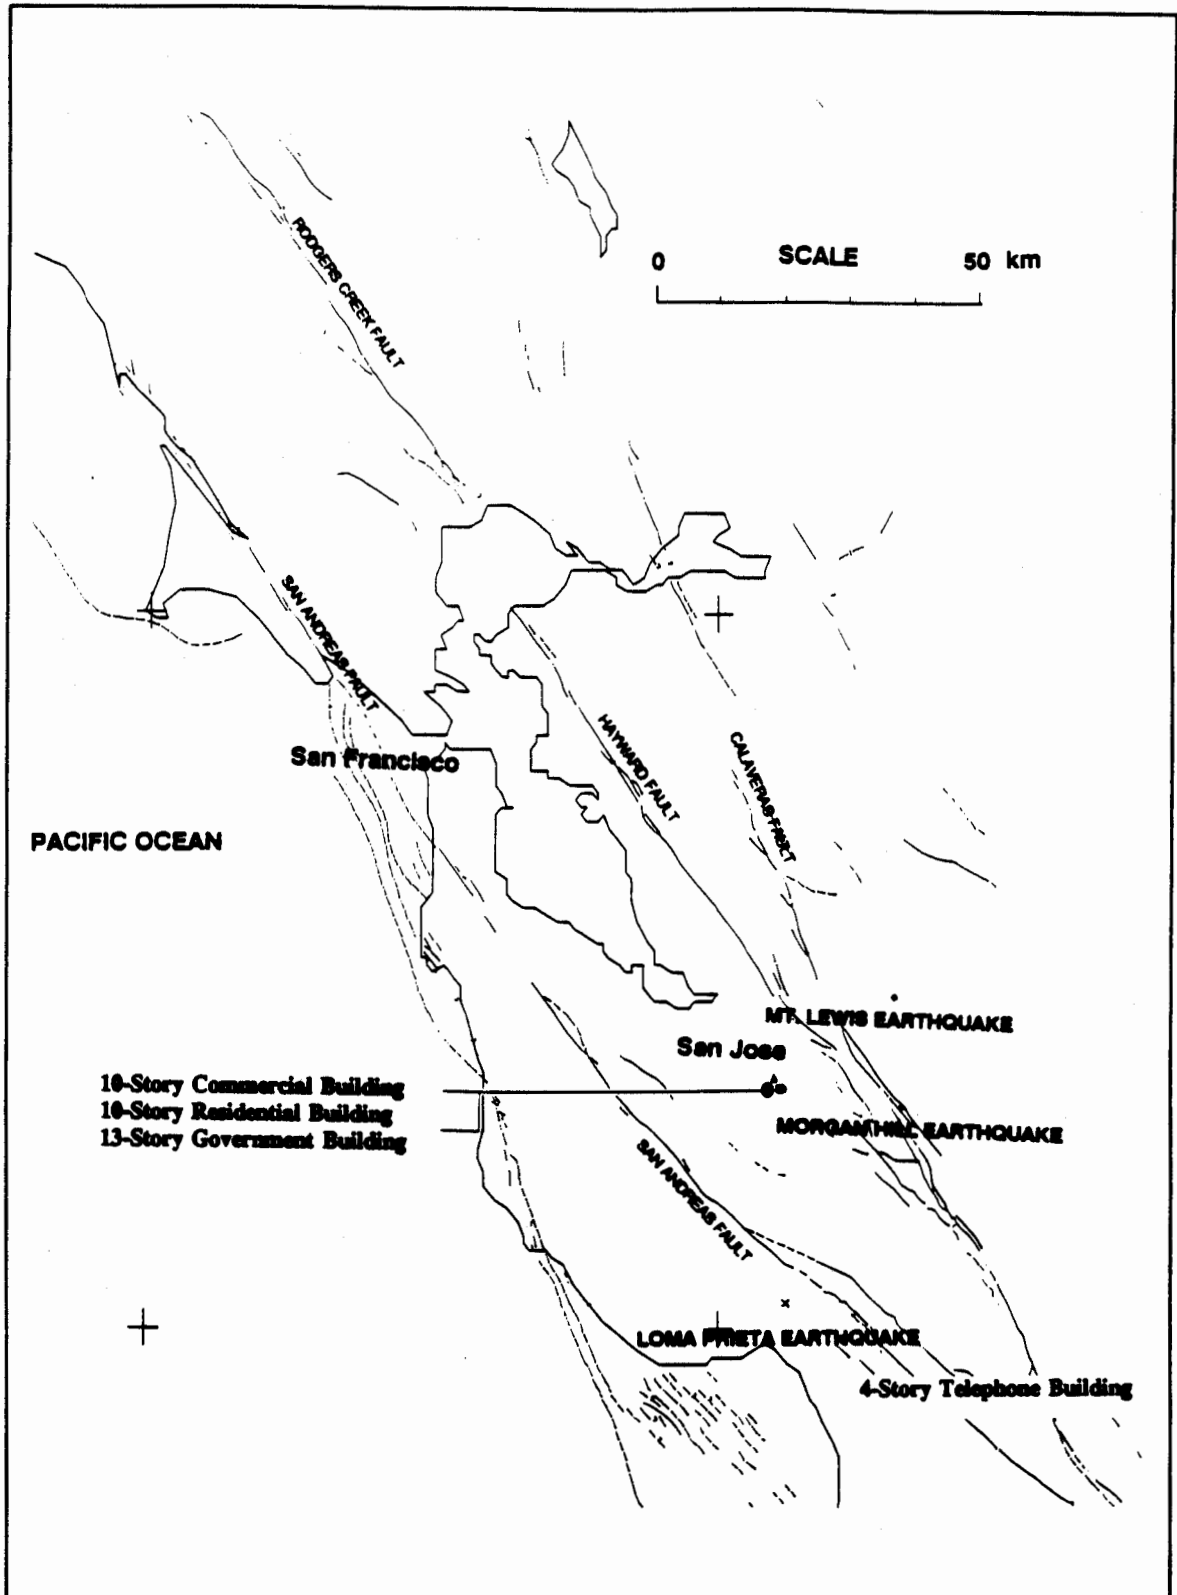 RODGERS CREEK FAULT
SCALE
0 50 km
SAN ANDREAS FAULT
San Francisco
HAYWARD FAULT
CALAVERAS FAULT
PACIFIC OCEAN
MT. LEWIS EARTHQUAKE
San Jose
10-Story Commercial Building
10-Story Residential Building
13-Story Government Building
MORGAN HILL EARTHQUAKE
SAN ANDREAS FAULT
LOMA PRIETA EARTHQUAKE
4-Story Telephone Building